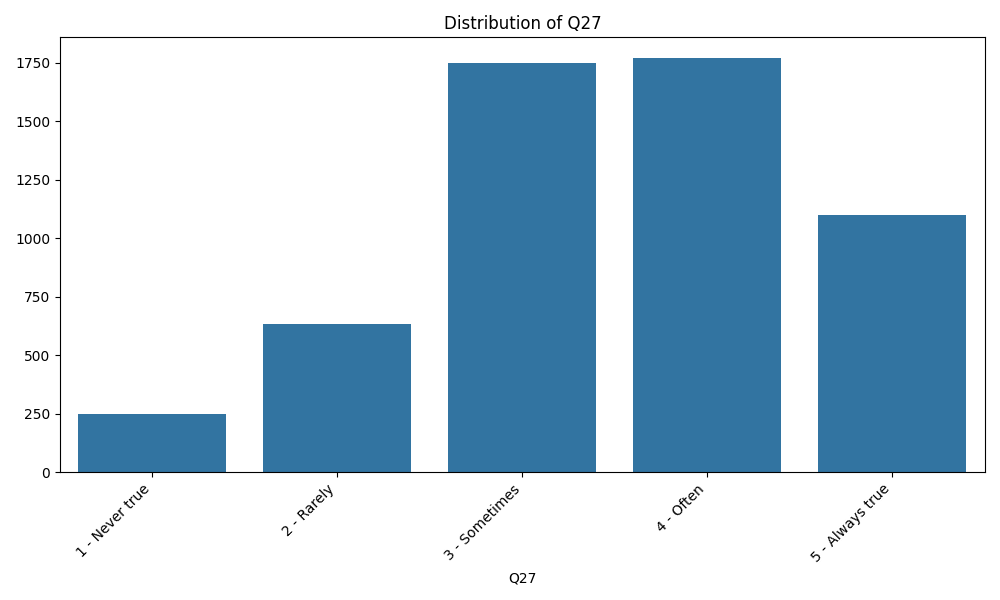 Distribution of Q27
1750
1500
1250
1000
750
500
250
0
1 - Never true
2 - Rarely
3 - Sometimes
4 - Often
5 - Always true
Q27